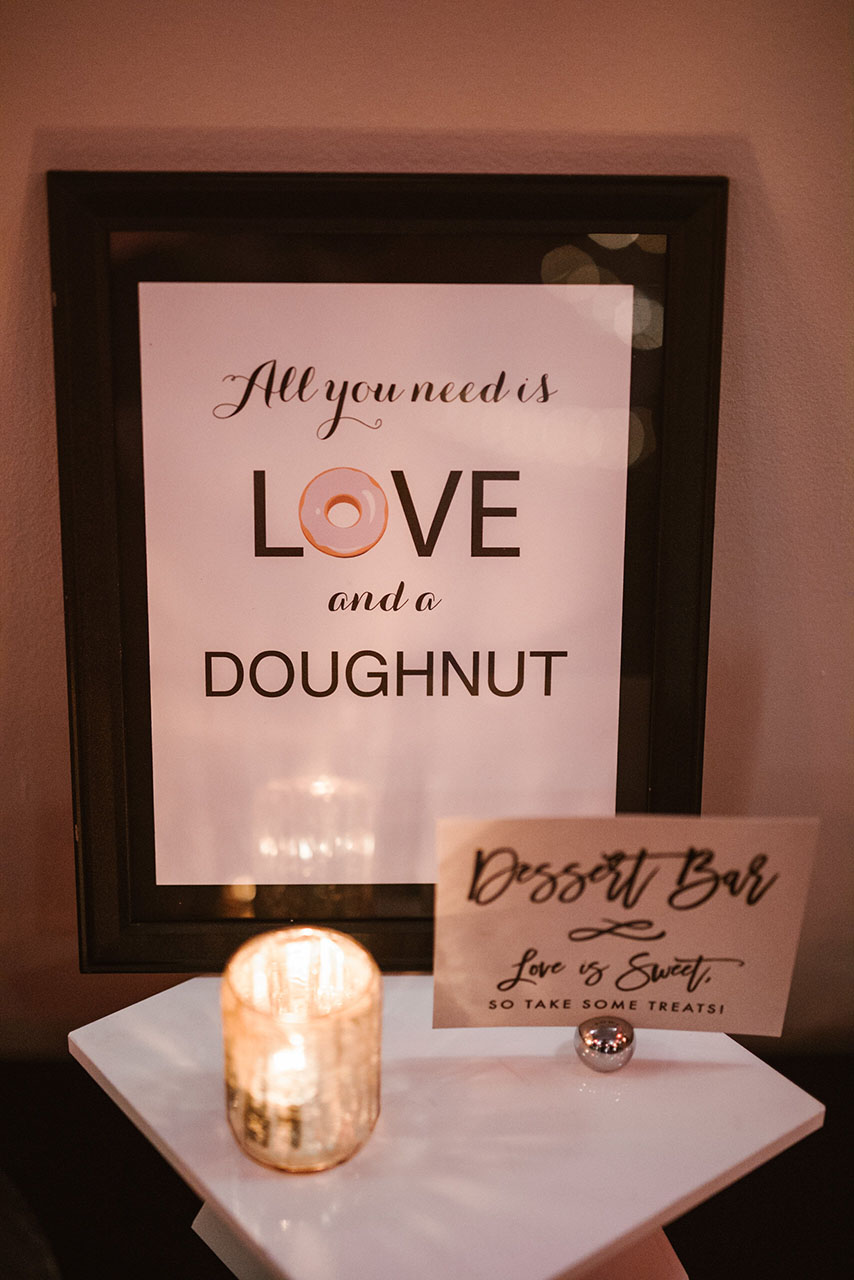 All you need is
LOVE
and a
DOUGHNUT
Dessert Bar
Love is Sweet,
SO TAKE SOME TREATS!